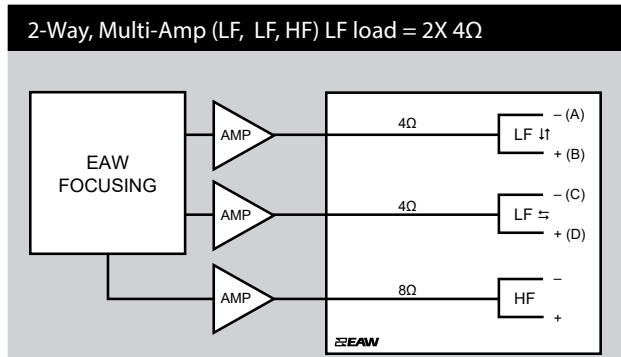 2-Way, Multi-Amp (LF, LF, HF) LF load = 2X 4Ω
EAW
FOCUSING
AMP
4Ω
LF ↓↑
– (A)
+ (B)
AMP
4Ω
LF ⇆
– (C)
+ (D)
AMP
8Ω
HF
–
+
EAW